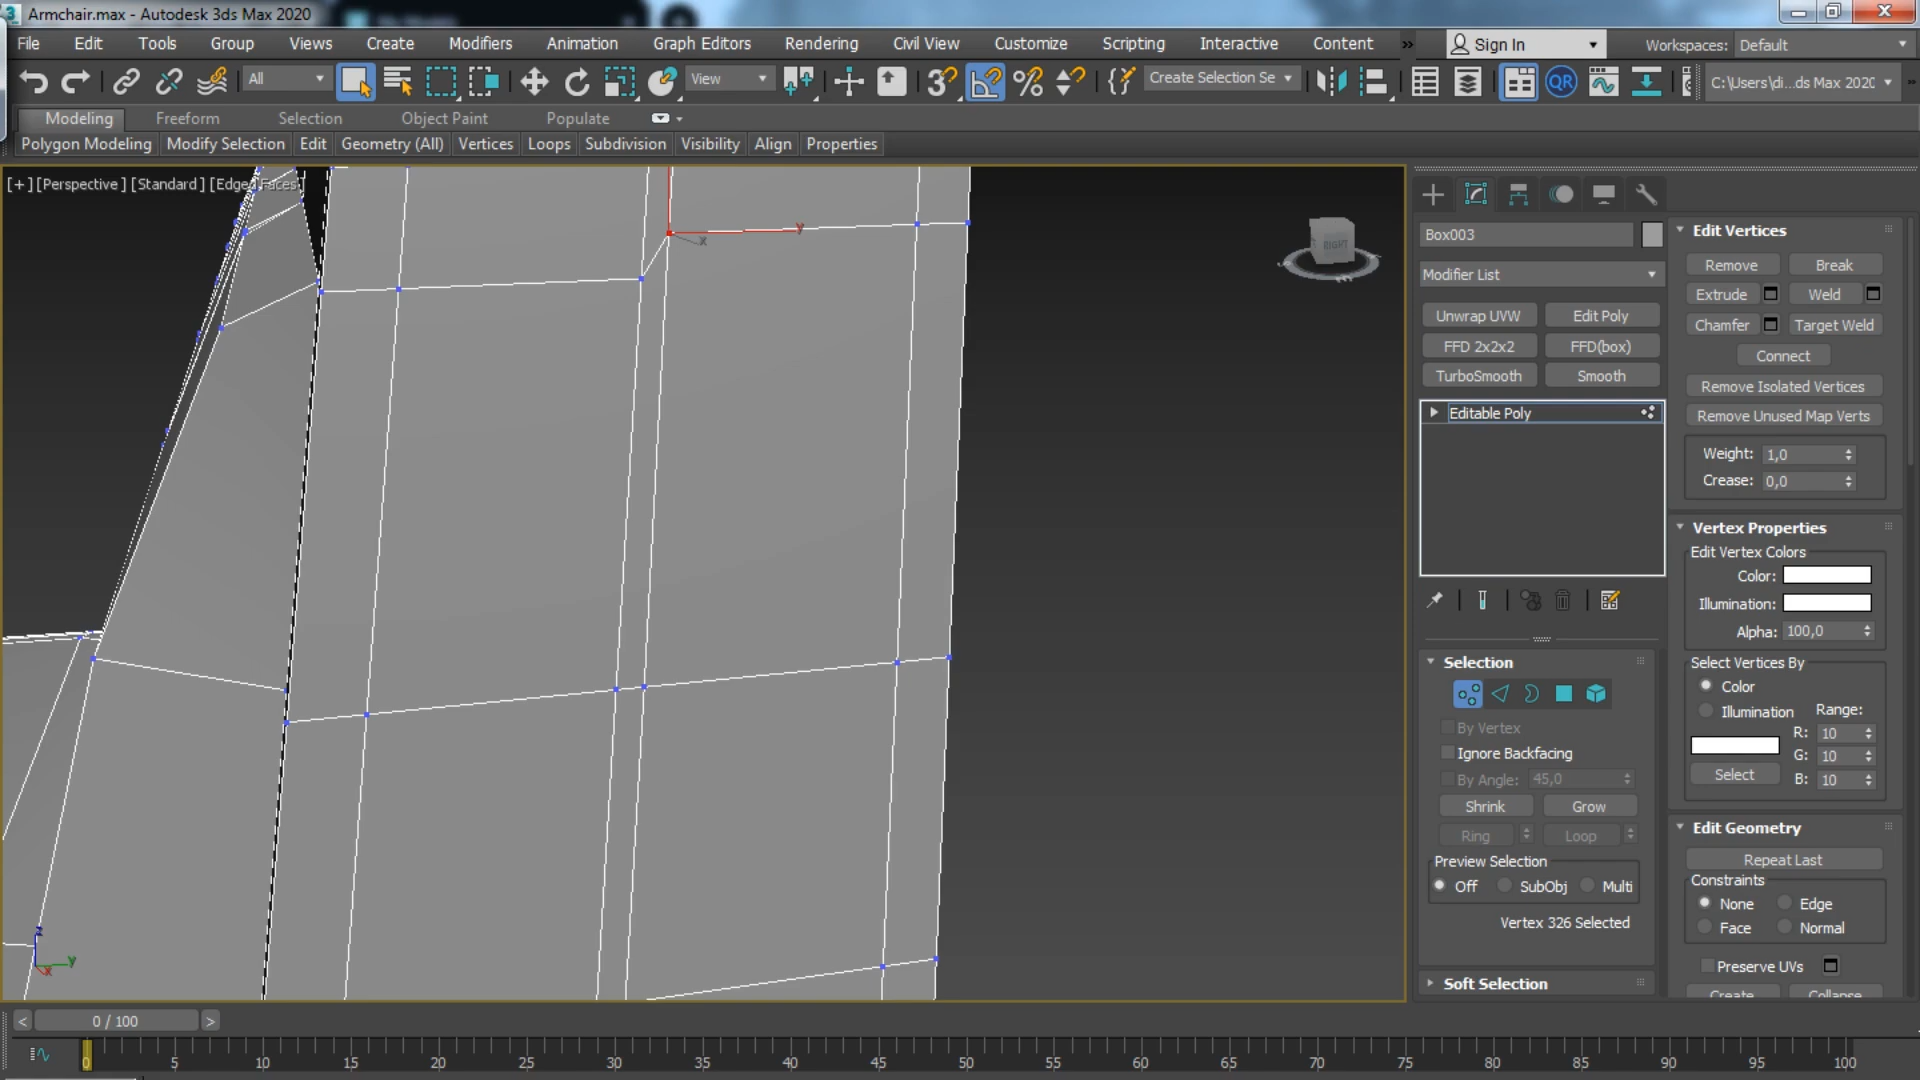 Armchair.max - Autodesk 3ds Max 2020
File Edit Tools Group Views Create Modifiers Animation Graph Editors Rendering Civil View Customize Scripting Interactive Content » Sign In Workspaces: Default
All View Create Selection Se QR C:\Users\di...ds Max 202C
Modeling Freeform Selection Object Paint Populate
Polygon Modeling Modify Selection Edit Geometry (All) Vertices Loops Subdivision Visibility Align Properties
[+] [Perspective] [Standard] [Edged Faces]
y
x
RIGHT
z
y
x
Box003
Modifier List
Unwrap UVW Edit Poly
FFD 2x2x2 FFD(box)
TurboSmooth Smooth
Editable Poly
Selection
By Vertex
Ignore Backfacing
By Angle: 45,0
Shrink Grow
Ring Loop
Preview Selection
Off SubObj Multi
Vertex 326 Selected
Soft Selection
Edit Vertices
Remove Break
Extrude Weld
Chamfer Target Weld
Connect
Remove Isolated Vertices
Remove Unused Map Verts
Weight: 1,0
Crease: 0,0
Vertex Properties
Edit Vertex Colors
Color:
Illumination:
Alpha: 100,0
Select Vertices By
Color
Illumination Range:
R: 10
G: 10
Select B: 10
Edit Geometry
Repeat Last
Constraints
None Edge
Face Normal
Preserve UVs
Create Collapse
< 0 / 100 >
0 5 10 15 20 25 30 35 40 45 50 55 60 65 70 75 80 85 90 95 100